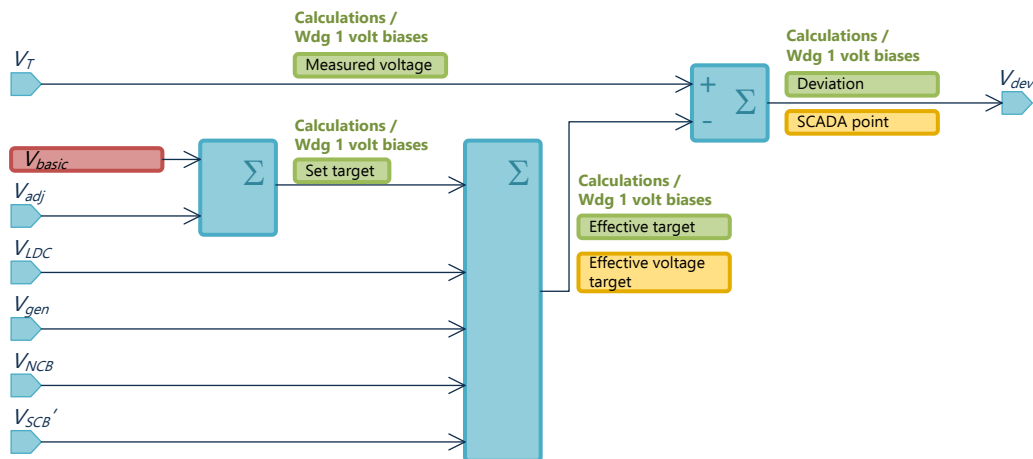 Calculations /
Wdg 1 volt biases
V_T
Measured voltage
Calculations /
Wdg 1 volt biases
+
-
Σ
Deviation
SCADA point
V_dev
V_basic
V_adj
Σ
Calculations /
Wdg 1 volt biases
Set target
Σ
Calculations /
Wdg 1 volt biases
Effective target
Effective voltage
target
V_LDC
V_gen
V_NCB
V_SCB′